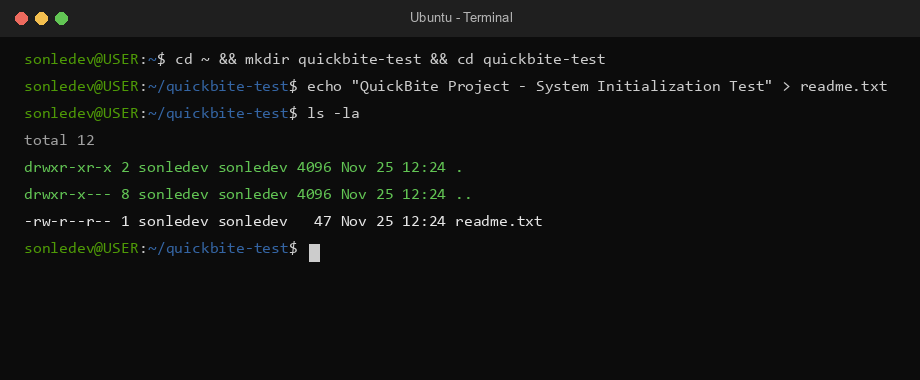 Ubuntu - Terminal
sonledev@USER:~$ cd ~ && mkdir quickbite-test && cd quickbite-test
sonledev@USER:~/quickbite-test$ echo "QuickBite Project - System Initialization Test" > readme.txt
sonledev@USER:~/quickbite-test$ ls -la
total 12
drwxr-xr-x 2 sonledev sonledev 4096 Nov 25 12:24 .
drwxr-x--- 8 sonledev sonledev 4096 Nov 25 12:24 ..
-rw-r--r-- 1 sonledev sonledev   47 Nov 25 12:24 readme.txt
sonledev@USER:~/quickbite-test$